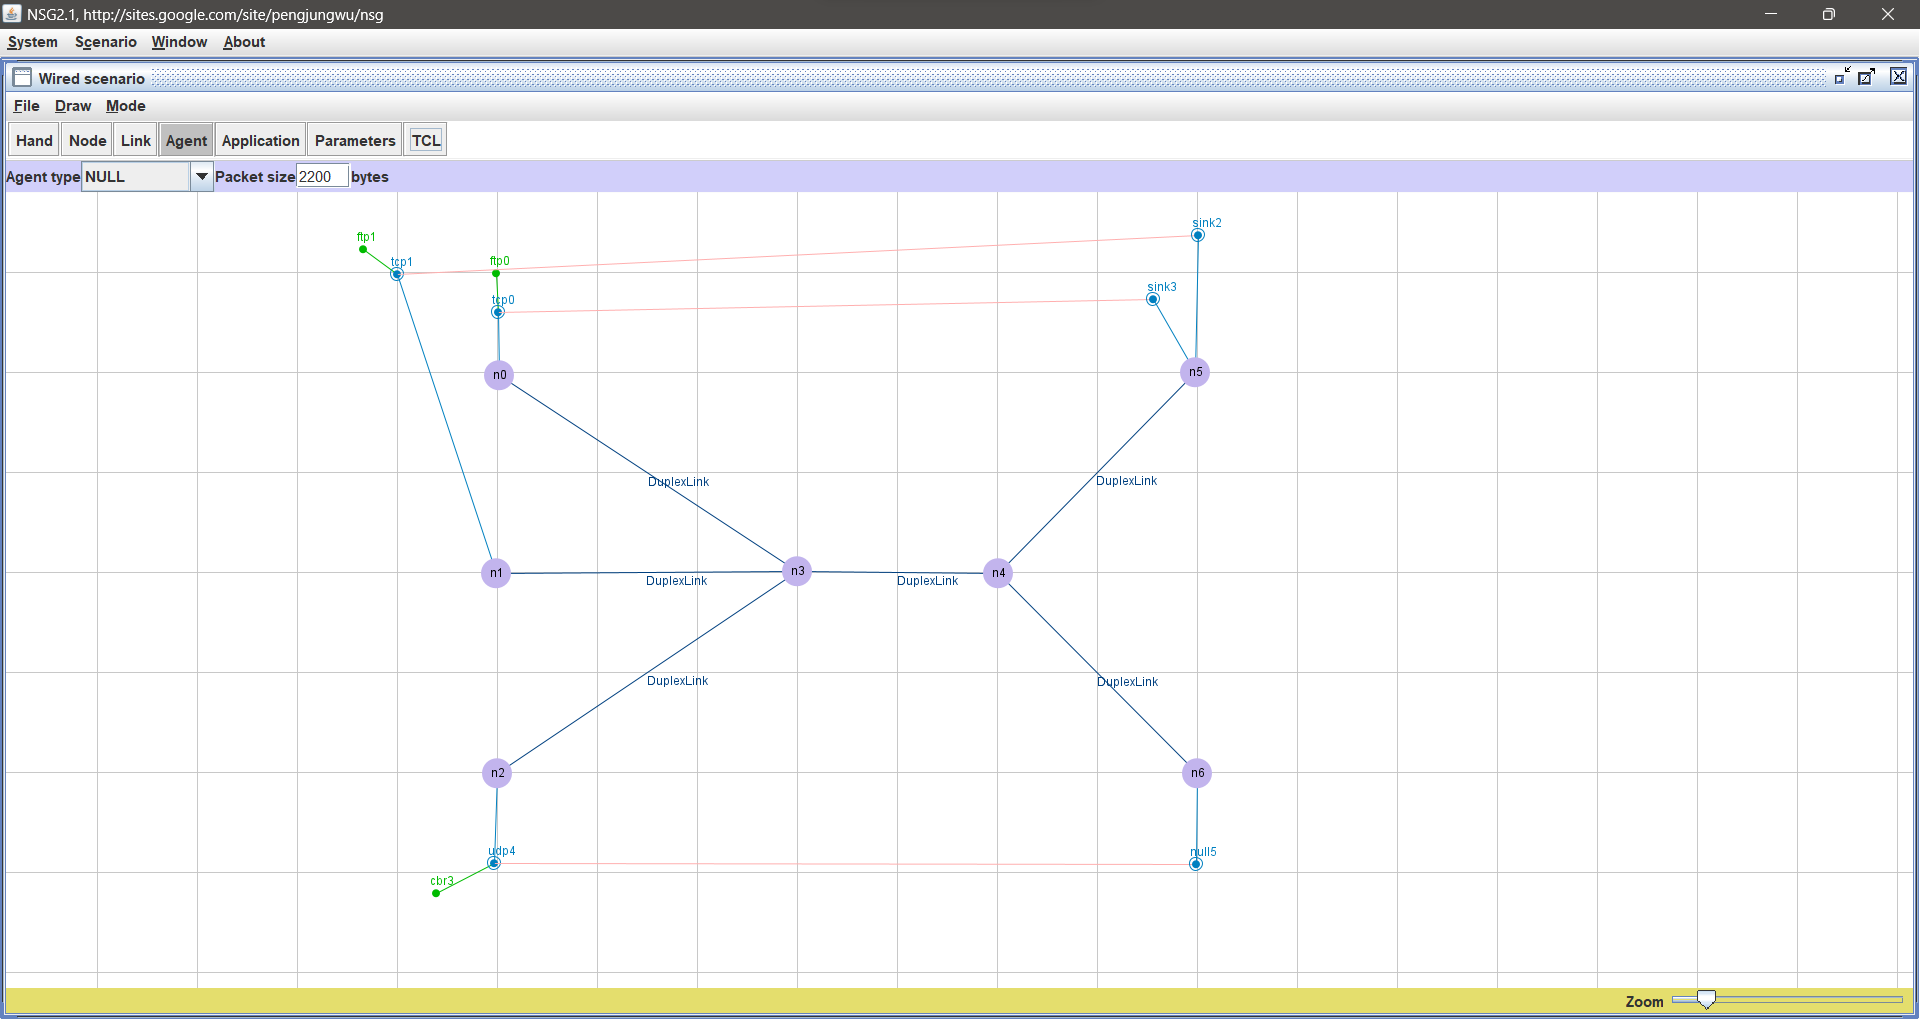 NSG2.1, http://sites.google.com/site/pengjungwu/nsg
System Scenario Window About
Wired scenario
File Draw Mode
Hand Node Link Agent Application Parameters TCL
Agent type NULL Packet size 2200 bytes
sink2
ftp1
tcp1
ftp0
sink3
tcp0
n0
n5
DuplexLink
DuplexLink
n1
n3
n4
DuplexLink
DuplexLink
DuplexLink
DuplexLink
n2
n6
udp4
null5
cbr3
Zoom